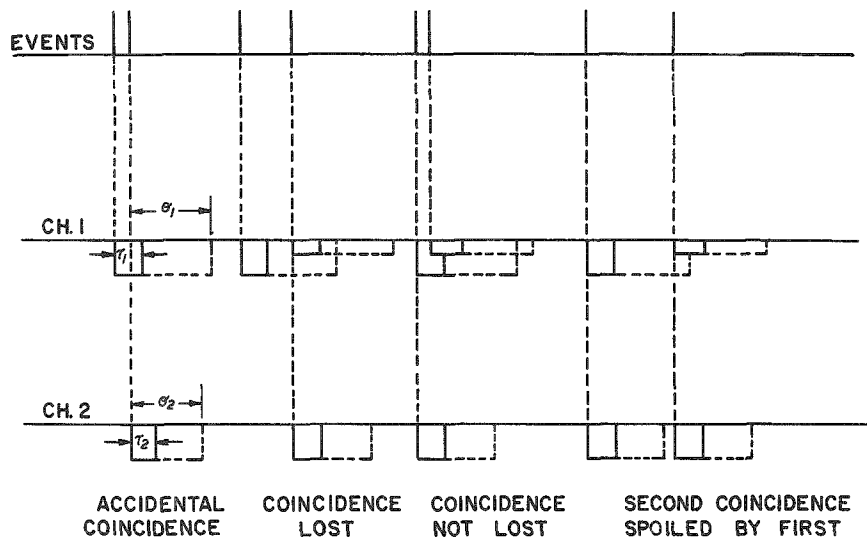 EVENTS
CH. 1
θ₁
τ₁
CH. 2
θ₂
τ₂
ACCIDENTAL COINCIDENCE
COINCIDENCE LOST
COINCIDENCE NOT LOST
SECOND COINCIDENCE SPOILED BY FIRST